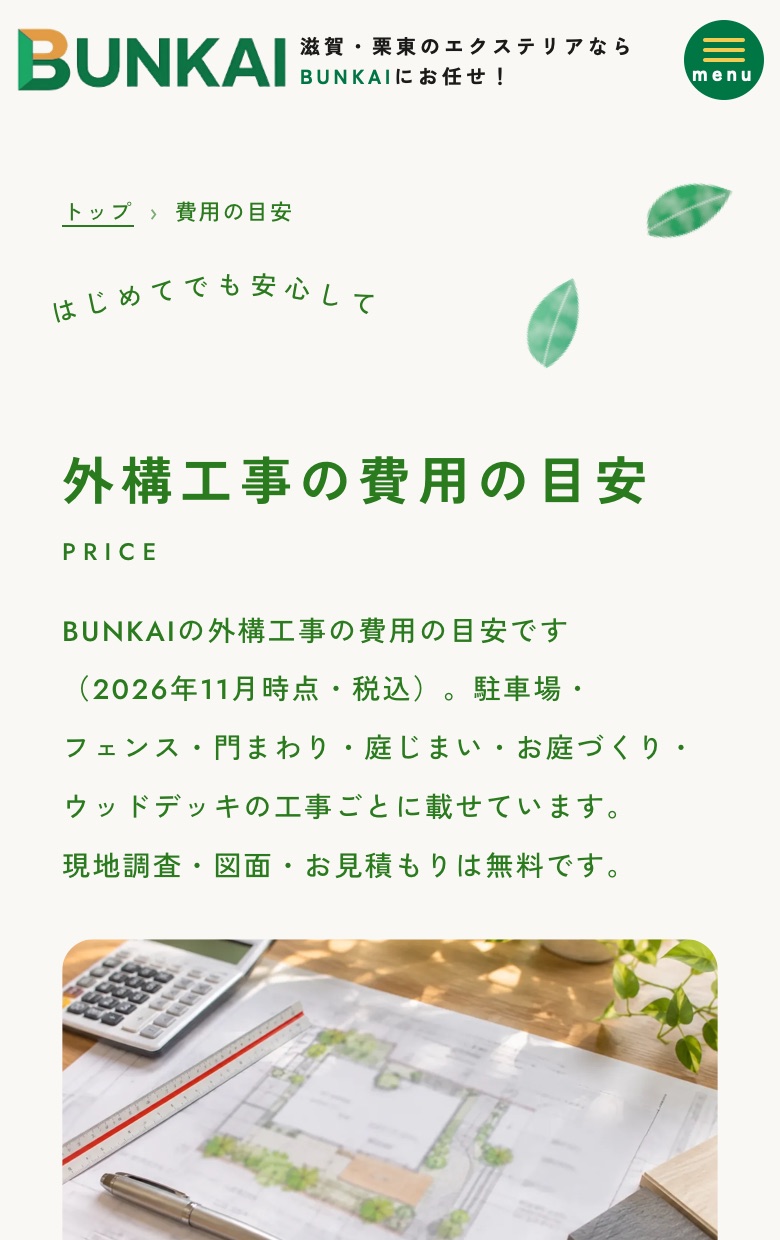 BUNKAI
滋賀・栗東のエクステリアなら
BUNKAIにお任せ！
menu
トップ › 費用の目安
はじめてでも安心して
外構工事の費用の目安
PRICE
BUNKAIの外構工事の費用の目安です
（2026年11月時点・税込）。駐車場・
フェンス・門まわり・庭じまい・お庭づくり・
ウッドデッキの工事ごとに載せています。
現地調査・図面・お見積もりは無料です。